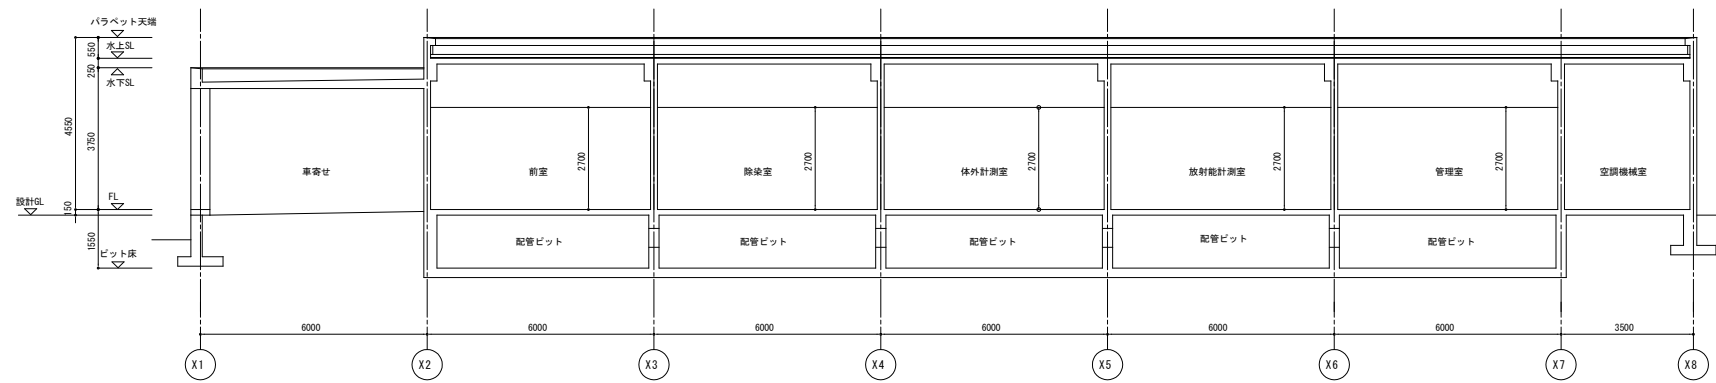 パラペット天端
水上SL
水下SL
550
250
4550
3750
150
1550
設計GL
FL
ピット床
車寄せ
前室
除染室
体外計測室
放射能計測室
管理室
空調機械室
2700
2700
2700
2700
2700
配管ピット
配管ピット
配管ピット
配管ピット
配管ピット
6000
6000
6000
6000
6000
6000
3500
X1
X2
X3
X4
X5
X6
X7
X8